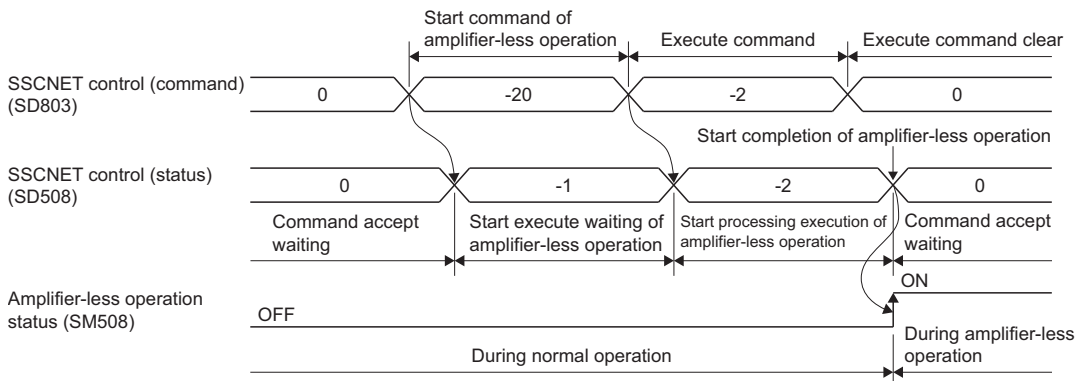 Start command of
amplifier-less operation
Execute command
Execute command clear
SSCNET control (command)
(SD803)
0
-20
-2
0
Start completion of amplifier-less operation
SSCNET control (status)
(SD508)
0
-1
-2
0
Command accept
waiting
Start execute waiting of
amplifier-less operation
Start processing execution of
amplifier-less operation
Command accept
waiting
ON
Amplifier-less operation
status (SM508)
OFF
During normal operation
During amplifier-less
operation